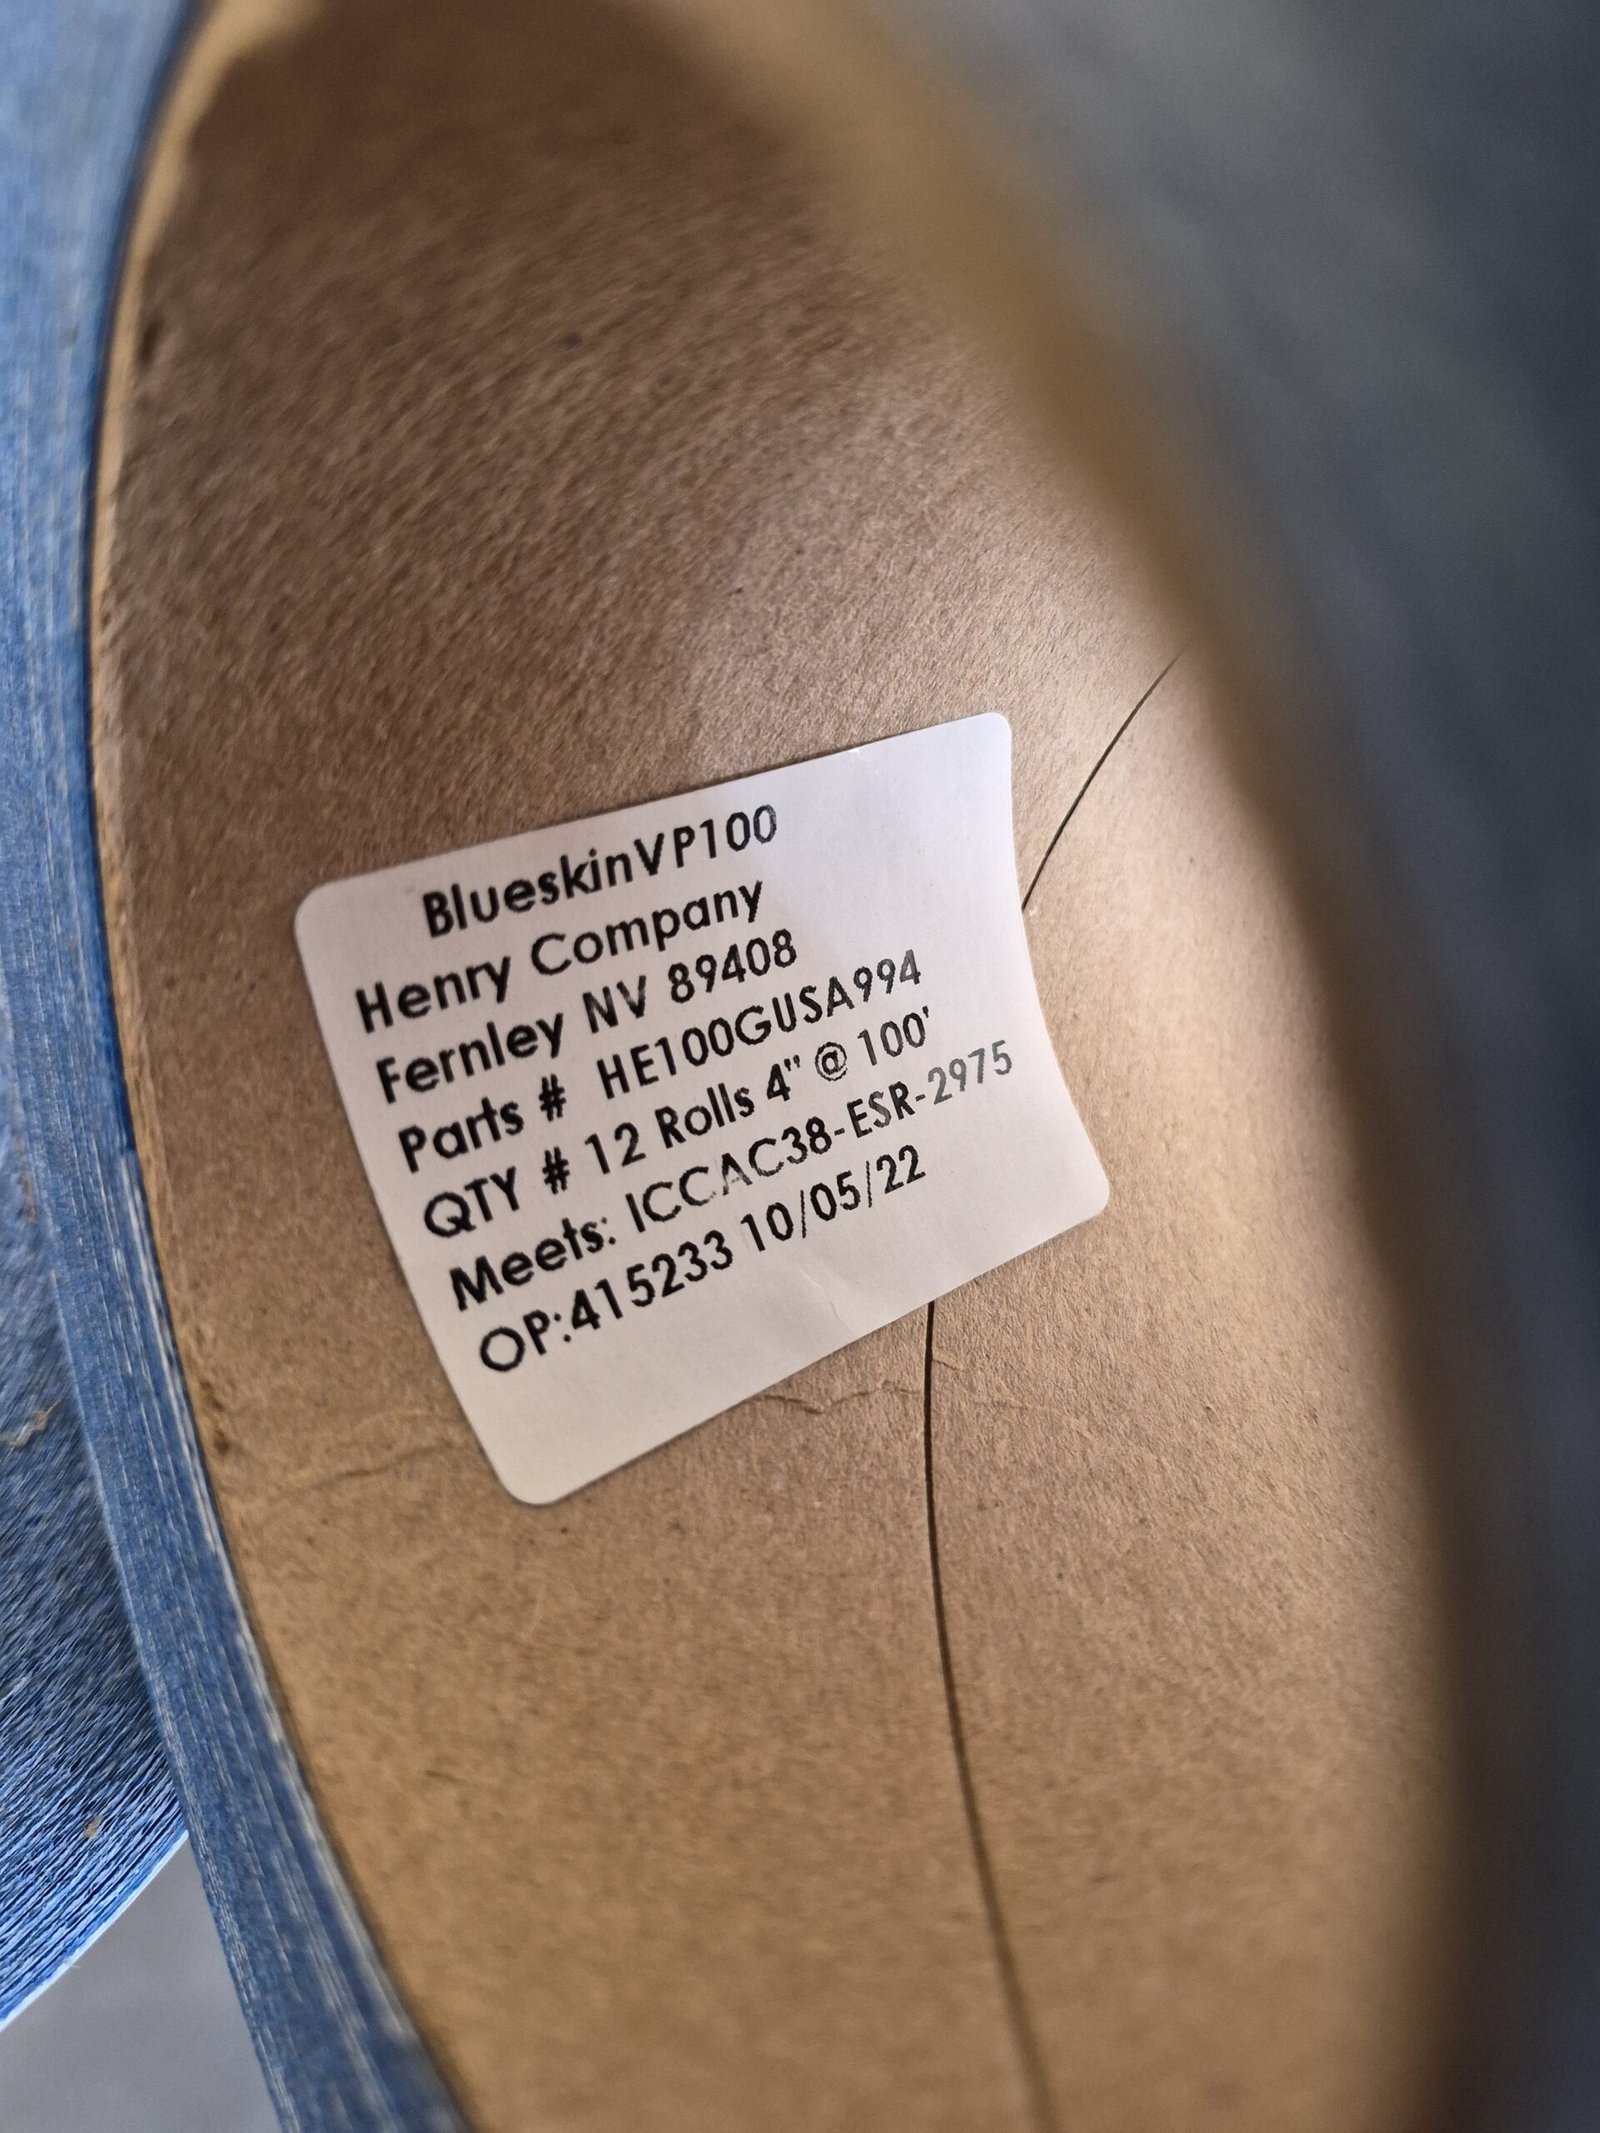 BlueskinVP100
Henry Company
Fernley NV 89408
Parts # HE100GUSA994
QTY # 12 Rolls 4" @ 100'
Meets: ICCAC38-ESR-2975
OP:415233 10/05/22